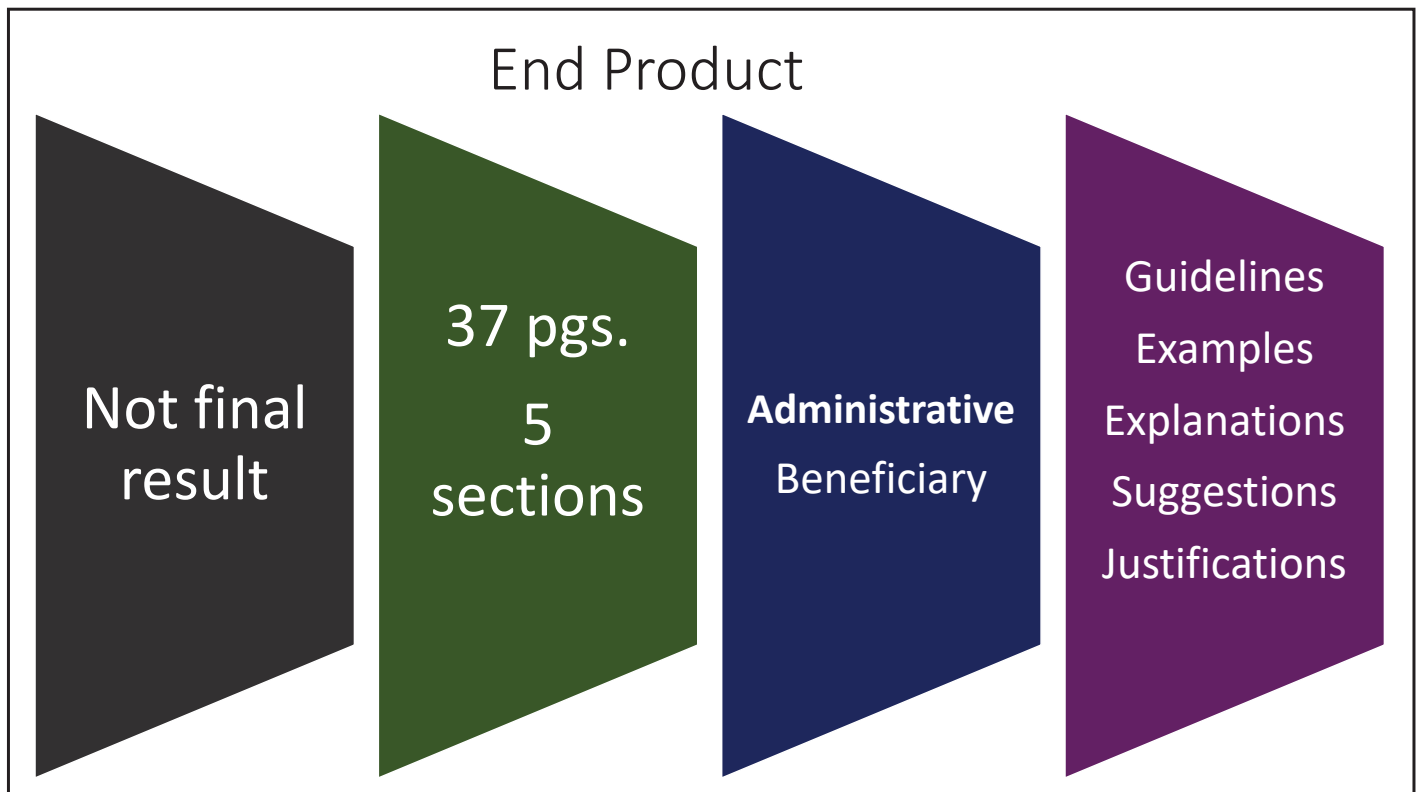 End Product
Not final
result
37 pgs.
5
sections
Administrative
Beneficiary
Guidelines
Examples
Explanations
Suggestions
Justifications